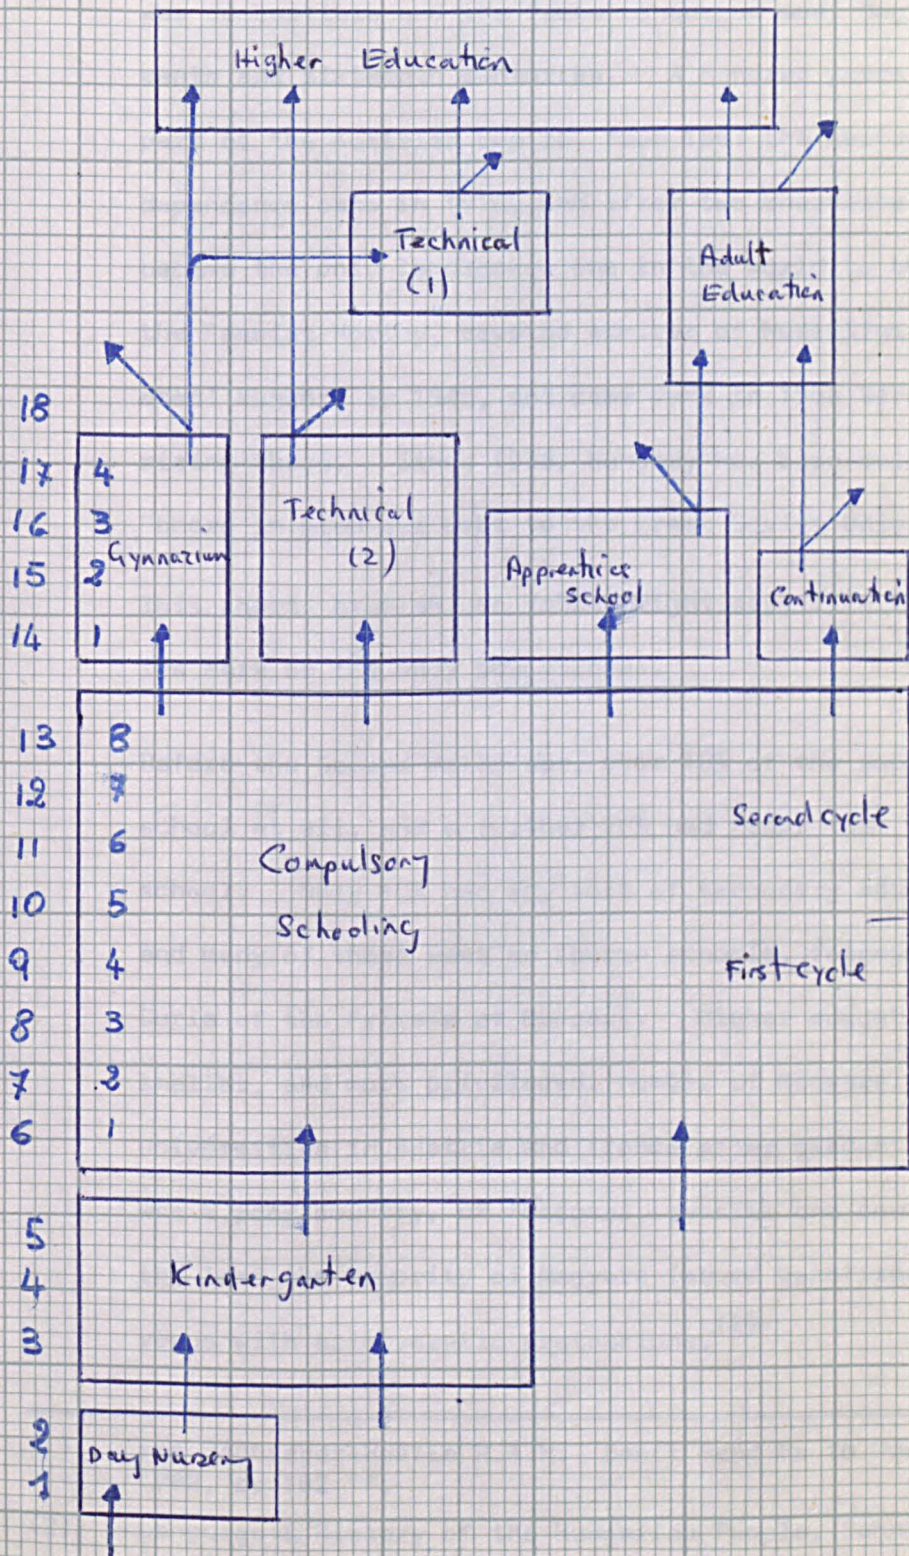 Higher Education
Technical
(1)
Adult
Education
18
17 4
16 3
Technical
(2)
Gymnazium
15 2
Apprentice
School
Continuation
14 1
13 8
12 7
Second cycle
11 6
Compulsory
10 5
Schooling
9 4
First cycle
8 3
7 2
6 1
5
Kindergarten
4
3
2
Day Nursery
1